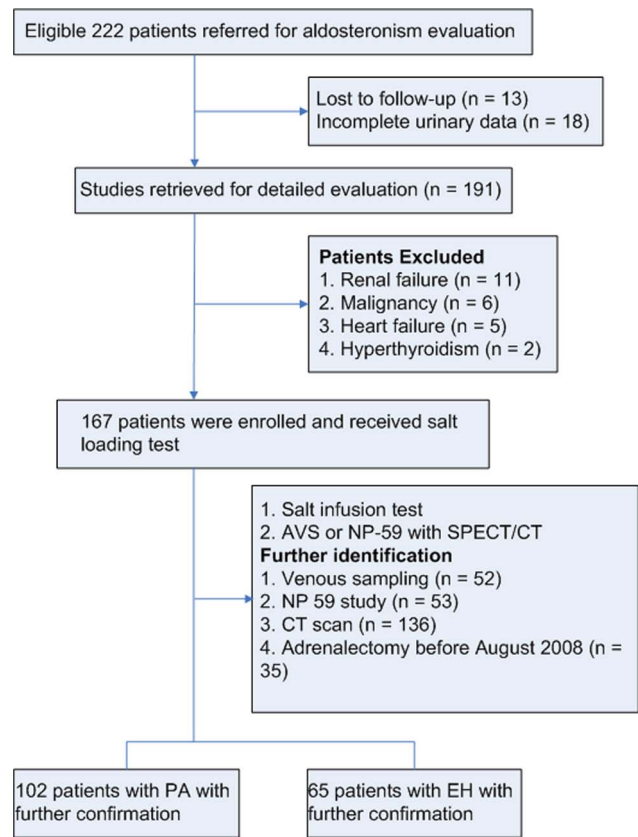 Eligible 222 patients referred for aldosteronism evaluation
Lost to follow-up (n = 13)
Incomplete urinary data (n = 18)
Studies retrieved for detailed evaluation (n = 191)
Patients Excluded
1. Renal failure (n = 11)
2. Malignancy (n = 6)
3. Heart failure (n = 5)
4. Hyperthyroidism (n = 2)
167 patients were enrolled and received salt
loading test
1. Salt infusion test
2. AVS or NP-59 with SPECT/CT
Further identification
1. Venous sampling (n = 52)
2. NP 59 study (n = 53)
3. CT scan (n = 136)
4. Adrenalectomy before August 2008 (n =
35)
102 patients with PA with
further confirmation
65 patients with EH with
further confirmation